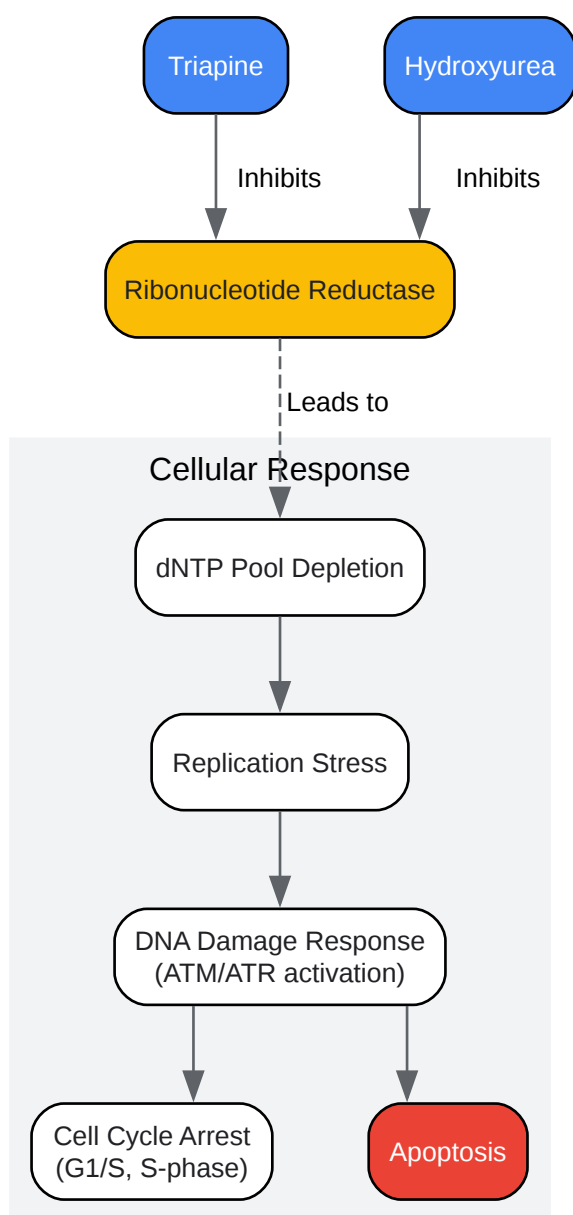 Triapine
Hydroxyurea
Inhibits
Inhibits
Ribonucleotide Reductase
Leads to
Cellular Response
dNTP Pool Depletion
Replication Stress
DNA Damage Response
(ATM/ATR activation)
Cell Cycle Arrest
(G1/S, S-phase)
Apoptosis